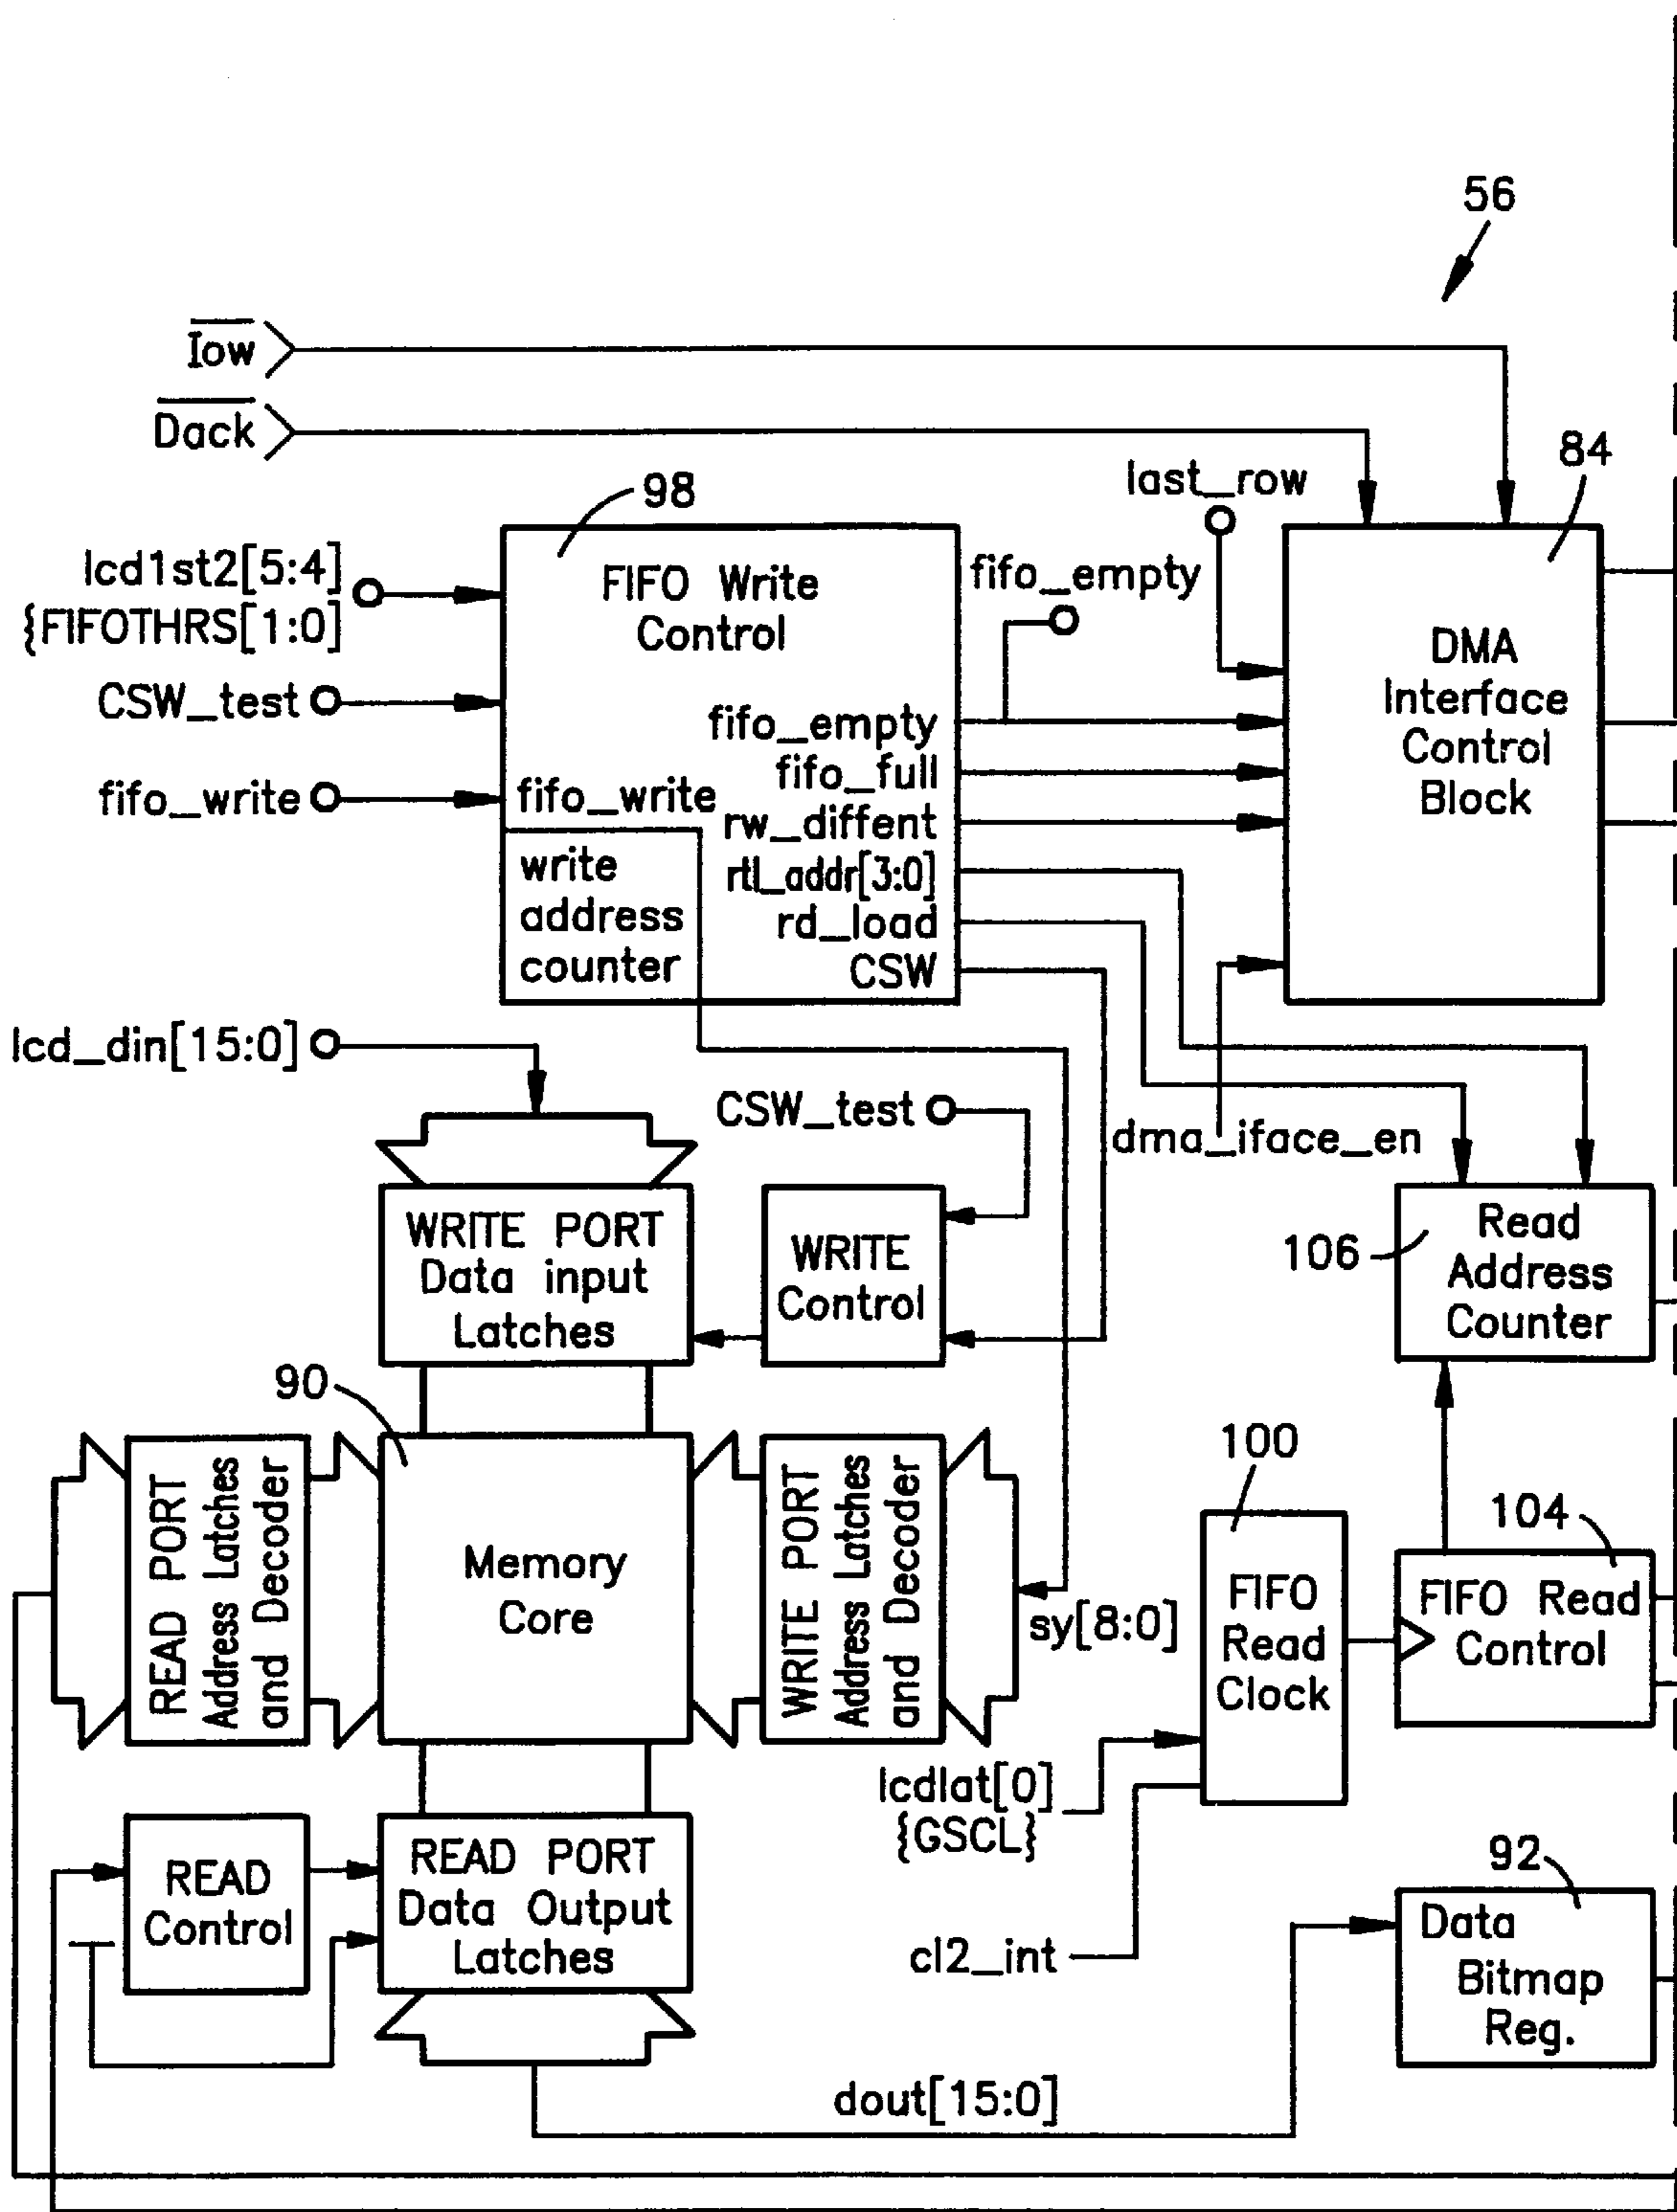 56
Iow
Dack
84
last_row
98
lcd1st2[5:4]
{FIFOTHRS[1:0]
FIFO Write
Control
fifo_empty
DMA
Interface
Control
Block
CSW_test
fifo_empty
fifo_full
fifo_write
fifo_write
rw_diffent
write
address
counter
rtl_addr[3:0]
rd_load
CSW
lcd_din[15:0]
CSW_test
dma_iface_en
WRITE PORT
Data input
Latches
WRITE
Control
106
Read
Address
Counter
90
100
READ PORT
Address Latches
and Decoder
Memory
Core
WRITE PORT
Address Latches
and Decoder
sy[8:0]
FIFO
Read
Clock
104
FIFO Read
Control
lcdlat[0]
{GSCL}
READ
Control
READ PORT
Data Output
Latches
cl2_int
92
Data
Bitmap
Reg.
dout[15:0]